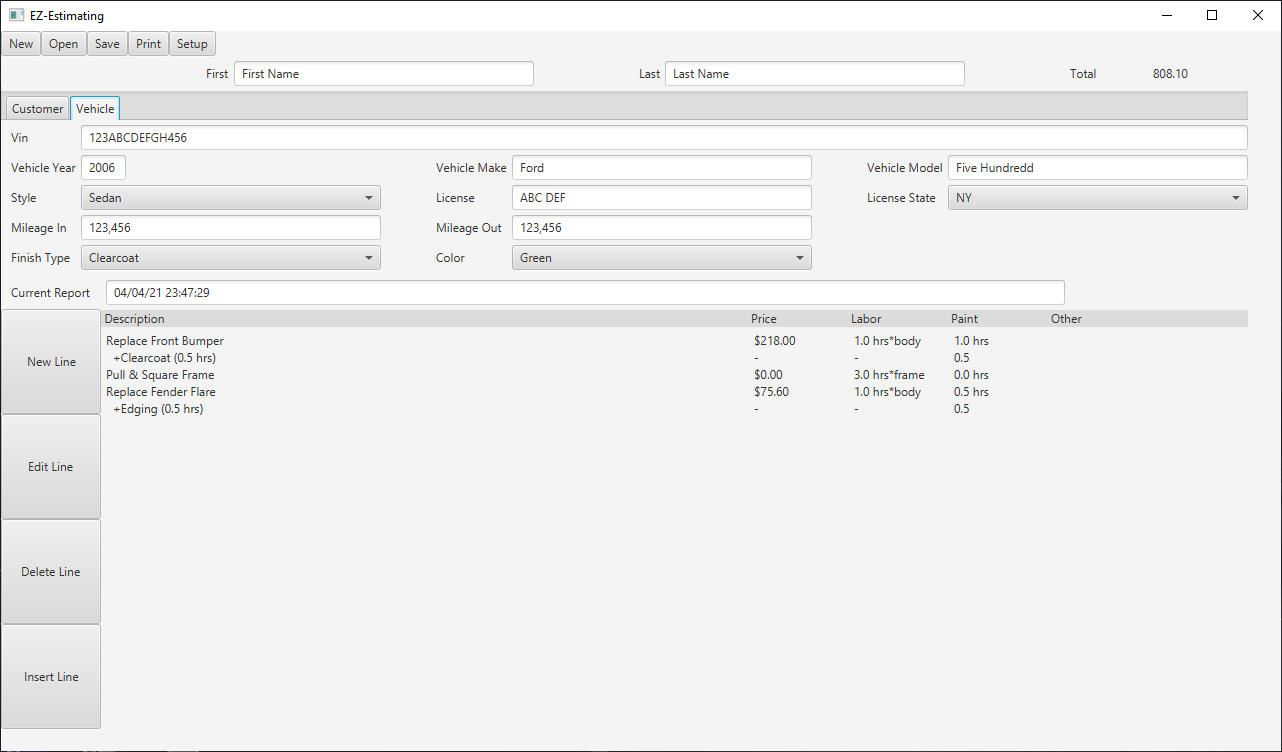 EZ-Estimating
New Open Save Print Setup
First First Name Last Last Name Total 808.10
Customer Vehicle
Vin 123ABCDEFGH456
Vehicle Year 2006 Vehicle Make Ford Vehicle Model Five Hundredd
Style Sedan License ABC DEF License State NY
Mileage In 123,456 Mileage Out 123,456
Finish Type Clearcoat Color Green
Current Report 04/04/21 23:47:29
Description Price Labor Paint Other
Replace Front Bumper $218.00 1.0 hrs*body 1.0 hrs
+Clearcoat (0.5 hrs) - - 0.5
Pull & Square Frame $0.00 3.0 hrs*frame 0.0 hrs
Replace Fender Flare $75.60 1.0 hrs*body 0.5 hrs
+Edging (0.5 hrs) - - 0.5
New Line
Edit Line
Delete Line
Insert Line